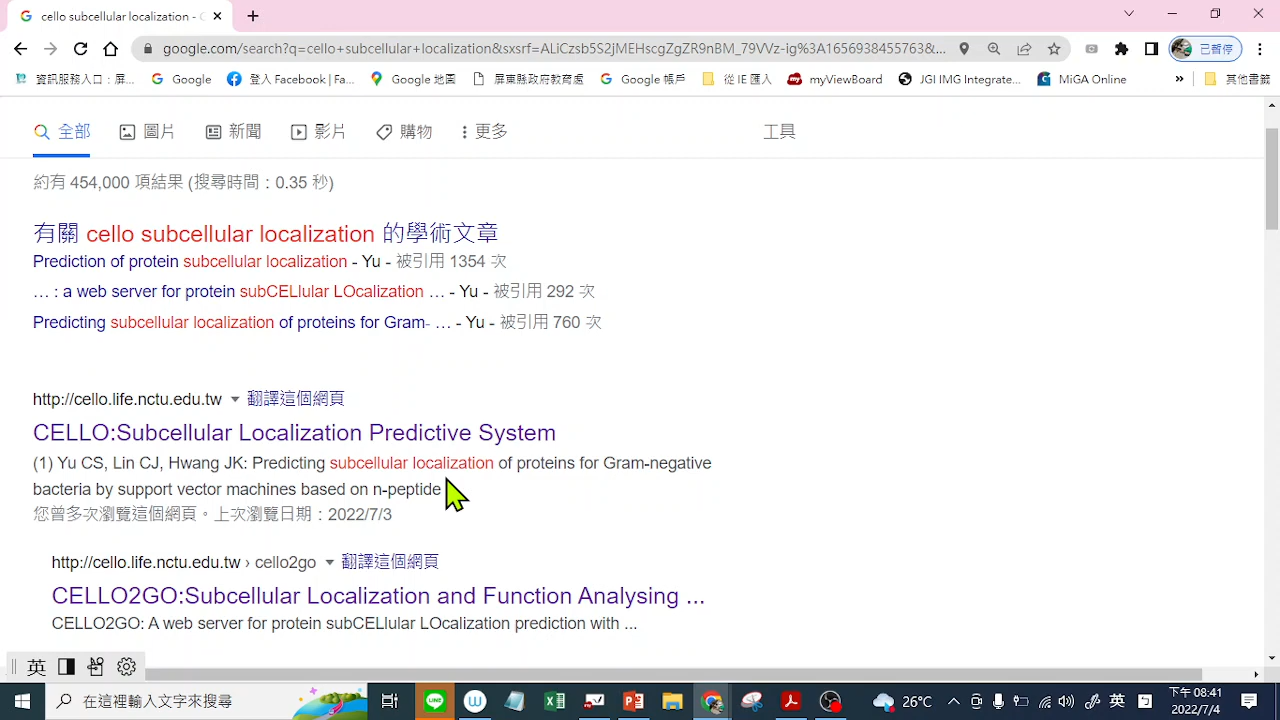 cello subcellular localization -
google.com/search?q=cello+subcellular+localization&sxsrf=ALiCzsb5S2jMEHscgZgZR9nBM_79VVz-ig%3A1656938455763&...
已暫停
資訊服務入口：屏...
Google
登入 Facebook | Fa...
Google 地圖
屏東縣政府教育處
Google 帳戶
從 IE 匯入
myViewBoard
JGI IMG Integrate...
MiGA Online
»
其他書籤
全部
圖片
新聞
影片
購物
更多
工具
約有 454,000 項結果 (搜尋時間：0.35 秒)
有關 cello subcellular localization 的學術文章
Prediction of protein subcellular localization - Yu - 被引用 1354 次
… : a web server for protein subCELlular LOcalization … - Yu - 被引用 292 次
Predicting subcellular localization of proteins for Gram- … - Yu - 被引用 760 次
http://cello.life.nctu.edu.tw 翻譯這個網頁
CELLO:Subcellular Localization Predictive System
(1) Yu CS, Lin CJ, Hwang JK: Predicting subcellular localization of proteins for Gram-negative
bacteria by support vector machines based on n-peptide
您曾多次瀏覽這個網頁。上次瀏覽日期：2022/7/3
http://cello.life.nctu.edu.tw › cello2go 翻譯這個網頁
CELLO2GO:Subcellular Localization and Function Analysing ...
CELLO2GO: A web server for protein subCELlular LOcalization prediction with ...
英
在這裡輸入文字來搜尋
LINE
26°C
英
下午 08:41
2022/7/4